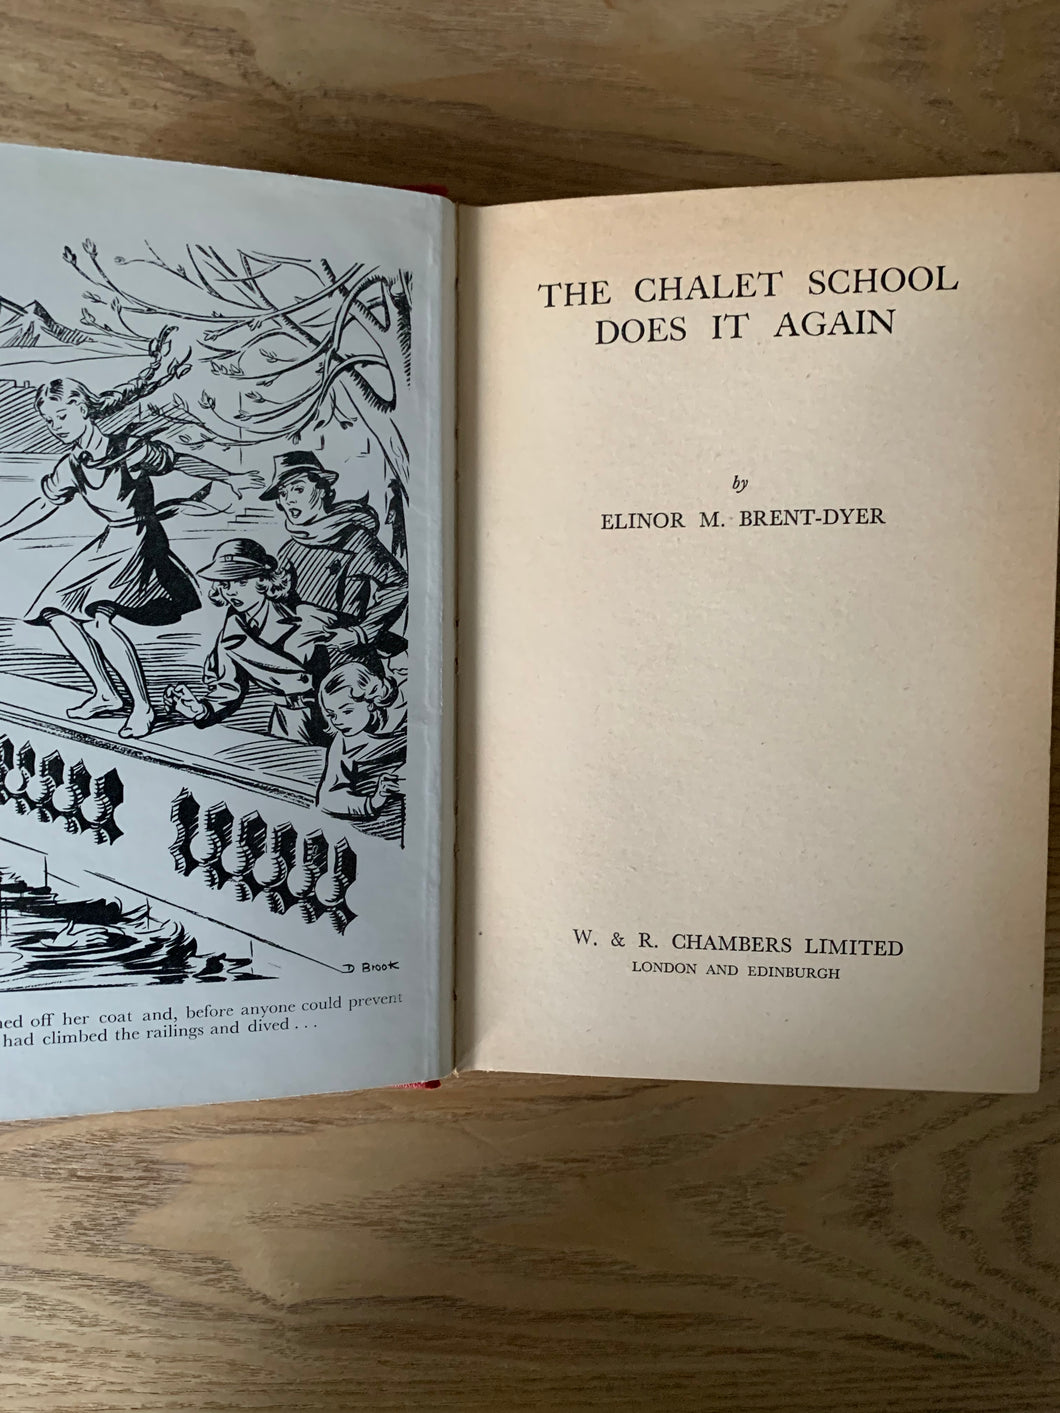 D Brook
off her coat and, before anyone could prevent
had climbed the railings and dived . . .
THE CHALET SCHOOL
DOES IT AGAIN
by
ELINOR M. BRENT-DYER
W. & R. CHAMBERS LIMITED
LONDON AND EDINBURGH